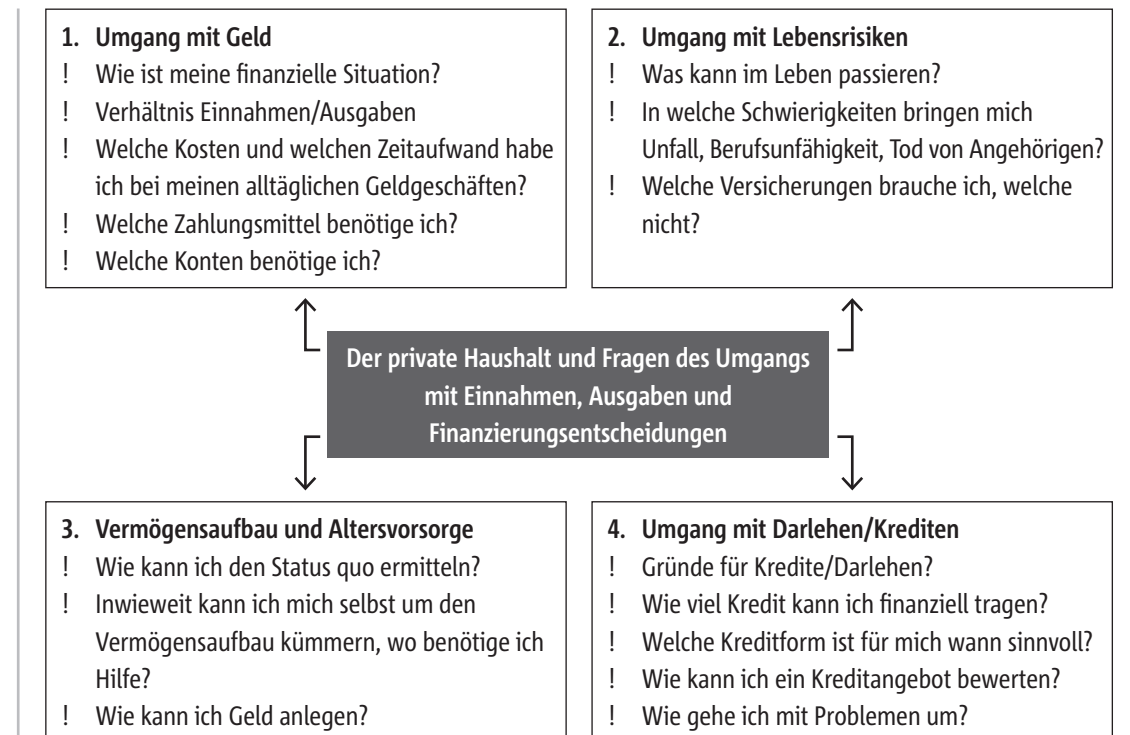 1. Umgang mit Geld
! Wie ist meine finanzielle Situation?
! Verhältnis Einnahmen/Ausgaben
! Welche Kosten und welchen Zeitaufwand habe
ich bei meinen alltäglichen Geldgeschäften?
! Welche Zahlungsmittel benötige ich?
! Welche Konten benötige ich?
2. Umgang mit Lebensrisiken
! Was kann im Leben passieren?
! In welche Schwierigkeiten bringen mich
Unfall, Berufsunfähigkeit, Tod von Angehörigen?
! Welche Versicherungen brauche ich, welche
nicht?
Der private Haushalt und Fragen des Umgangs
mit Einnahmen, Ausgaben und
Finanzierungsentscheidungen
3. Vermögensaufbau und Altersvorsorge
! Wie kann ich den Status quo ermitteln?
! Inwieweit kann ich mich selbst um den
Vermögensaufbau kümmern, wo benötige ich
Hilfe?
! Wie kann ich Geld anlegen?
4. Umgang mit Darlehen/Krediten
! Gründe für Kredite/Darlehen?
! Wie viel Kredit kann ich finanziell tragen?
! Welche Kreditform ist für mich wann sinnvoll?
! Wie kann ich ein Kreditangebot bewerten?
! Wie gehe ich mit Problemen um?